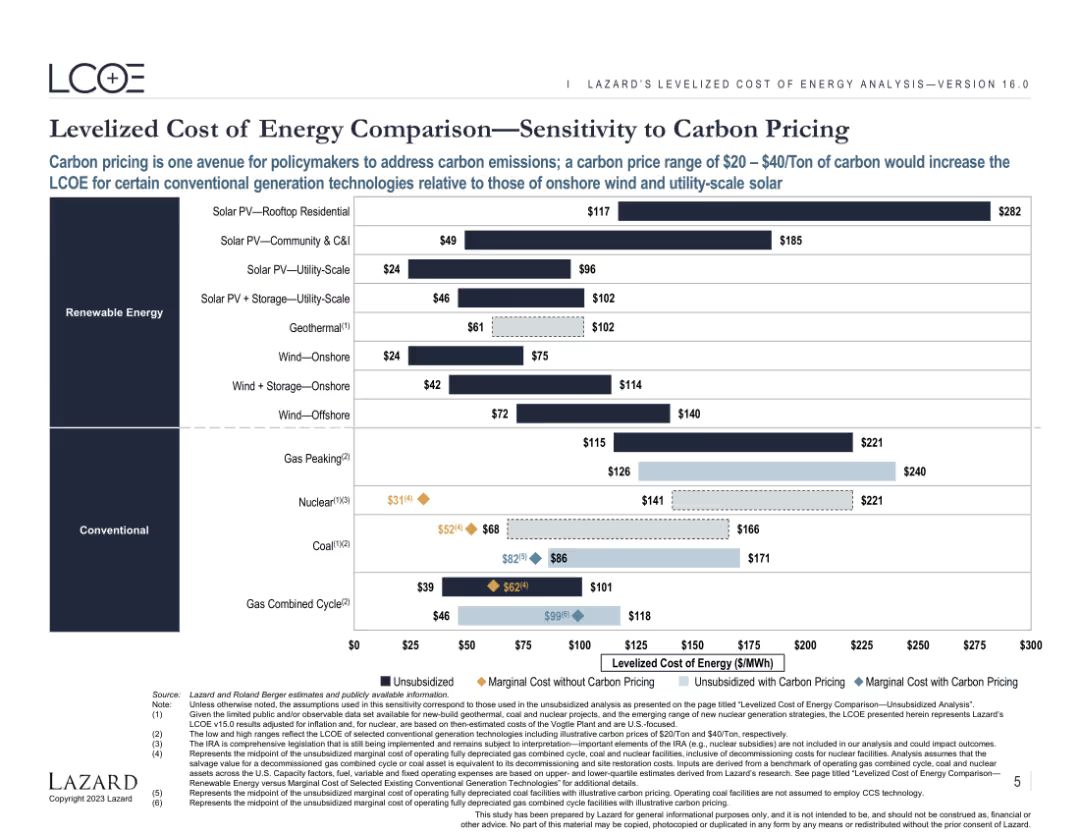 LCOE
I LAZARD'S LEVELIZED COST OF ENERGY ANALYSIS—VERSION 16.0
Levelized Cost of Energy Comparison—Sensitivity to Carbon Pricing
Carbon pricing is one avenue for policymakers to address carbon emissions; a carbon price range of $20 – $40/Ton of carbon would increase the
LCOE for certain conventional generation technologies relative to those of onshore wind and utility-scale solar
Renewable Energy
Solar PV—Rooftop Residential $117 $282
Solar PV—Community & C&I $49 $185
Solar PV—Utility-Scale $24 $96
Solar PV + Storage—Utility-Scale $46 $102
Geothermal(1) $61 $102
Wind—Onshore $24 $75
Wind + Storage—Onshore $42 $114
Wind—Offshore $72 $140
Conventional
Gas Peaking(2) $115 $221
$126 $240
Nuclear(1)(3) $31(4) $141 $221
Coal(1)(2) $52(4) $68 $166
$82(5) $86 $171
Gas Combined Cycle(2) $39 $62(4) $101
$46 $99(6) $118
$0 $25 $50 $75 $100 $125 $150 $175 $200 $225 $250 $275 $300
Levelized Cost of Energy ($/MWh)
Unsubsidized Marginal Cost without Carbon Pricing Unsubsidized with Carbon Pricing Marginal Cost with Carbon Pricing
Source: Lazard and Roland Berger estimates and publicly available information.
Note: Unless otherwise noted, the assumptions used in this sensitivity correspond to those used in the unsubsidized analysis as presented on the page titled "Levelized Cost of Energy Comparison—Unsubsidized Analysis".
(1) Given the limited public and/or observable data set available for new-build geothermal, coal and nuclear projects, and the emerging range of new nuclear generation strategies, the LCOE presented herein represents Lazard's
LCOE v15.0 results adjusted for inflation and, for nuclear, are based on then-estimated costs of the Vogtle Plant and are U.S.-focused.
(2) The low and high ranges reflect the LCOE of selected conventional generation technologies including illustrative carbon prices of $20/Ton and $40/Ton, respectively.
(3) The IRA is comprehensive legislation that is still being implemented and remains subject to interpretation—important elements of the IRA (e.g., nuclear subsidies) are not included in our analysis and could impact outcomes.
(4) Represents the midpoint of the unsubsidized marginal cost of operating fully depreciated gas combined cycle, coal and nuclear facilities, inclusive of decommissioning costs for nuclear facilities. Analysis assumes that the
salvage value for a decommissioned gas combined cycle or coal asset is equivalent to its decommissioning and site restoration costs. Inputs are derived from a benchmark of operating gas combined cycle, coal and nuclear
assets across the U.S. Capacity factors, fuel, variable and fixed operating expenses are based on upper- and lower-quartile estimates derived from Lazard's research. See page titled "Levelized Cost of Energy Comparison—
Renewable Energy versus Marginal Cost of Selected Existing Conventional Generation Technologies" for additional details.
(5) Represents the midpoint of the unsubsidized marginal cost of operating fully depreciated coal facilities with illustrative carbon pricing. Operating coal facilities are not assumed to employ CCS technology.
(6) Represents the midpoint of the unsubsidized marginal cost of operating fully depreciated gas combined cycle facilities with illustrative carbon pricing.
LAZARD
Copyright 2023 Lazard
5
This study has been prepared by Lazard for general informational purposes only, and it is not intended to be, and should not be construed as, financial or
other advice. No part of this material may be copied, photocopied or duplicated in any form by any means or redistributed without the prior consent of Lazard.